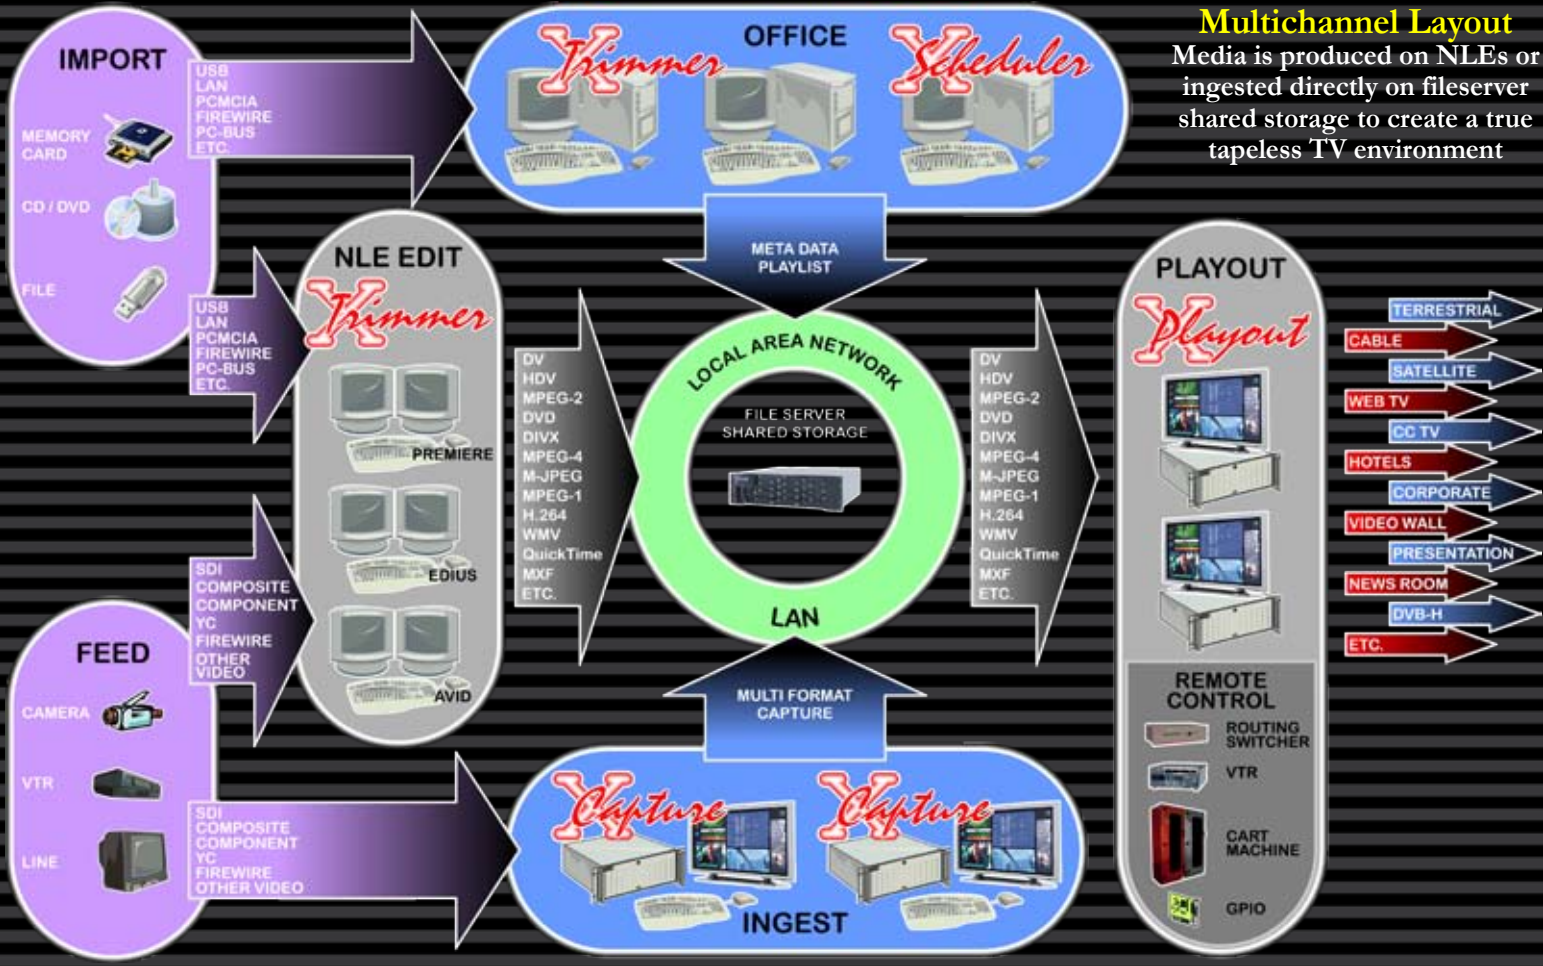 Multichannel Layout
Media is produced on NLEs or
ingested directly on fileserver
shared storage to create a true
tapeless TV environment
IMPORT
MEMORY
CARD
CD / DVD
FILE
USB
LAN
PCMCIA
FIREWIRE
PC-BUS
ETC.
USB
LAN
PCMCIA
FIREWIRE
PC-BUS
ETC.
OFFICE
X Trimmer
X Scheduler
META DATA
PLAYLIST
NLE EDIT
X Trimmer
PREMIERE
EDIUS
AVID
DV
HDV
MPEG-2
DVD
DIVX
MPEG-4
M-JPEG
MPEG-1
H.264
WMV
QuickTime
MXF
ETC.
LOCAL AREA NETWORK
FILE SERVER
SHARED STORAGE
LAN
DV
HDV
MPEG-2
DVD
DIVX
MPEG-4
M-JPEG
MPEG-1
H.264
WMV
QuickTime
MXF
ETC.
FEED
CAMERA
VTR
LINE
SDI
COMPOSITE
COMPONENT
YC
FIREWIRE
OTHER
VIDEO
SDI
COMPOSITE
COMPONENT
YC
FIREWIRE
OTHER VIDEO
MULTI FORMAT
CAPTURE
X Capture
X Capture
INGEST
PLAYOUT
X Playout
REMOTE
CONTROL
ROUTING
SWITCHER
VTR
CART
MACHINE
GPIO
TERRESTRIAL
CABLE
SATELLITE
WEB TV
CC TV
HOTELS
CORPORATE
VIDEO WALL
PRESENTATION
NEWS ROOM
DVB-H
ETC.